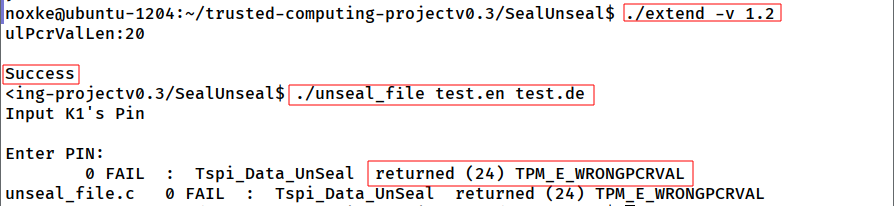 noxke@ubuntu-1204:~/trusted-computing-projectv0.3/SealUnseal$ ./extend -v 1.2
ulPcrValLen:20
Success
<ing-projectv0.3/SealUnseal$ ./unseal_file test.en test.de
Input K1's Pin
Enter PIN:
0 FAIL  :  Tspi_Data_UnSeal  returned (24) TPM_E_WRONGPCRVAL
unseal_file.c   0 FAIL  :  Tspi_Data_UnSeal  returned (24) TPM_E_WRONGPCRVAL